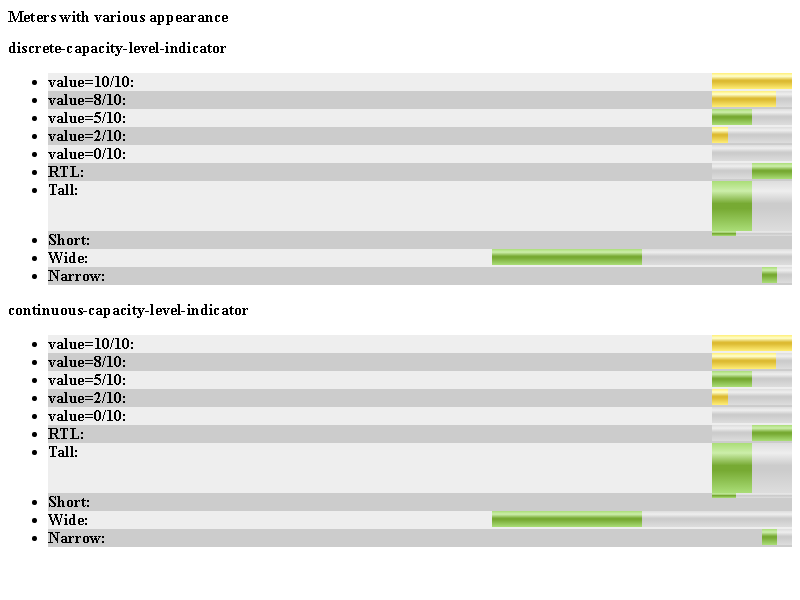 Meters with various appearance
discrete-capacity-level-indicator
value=10/10:
value=8/10:
value=5/10:
value=2/10:
value=0/10:
RTL:
Tall:
Short:
Wide:
Narrow:
continuous-capacity-level-indicator
value=10/10:
value=8/10:
value=5/10:
value=2/10:
value=0/10:
RTL:
Tall:
Short:
Wide:
Narrow: